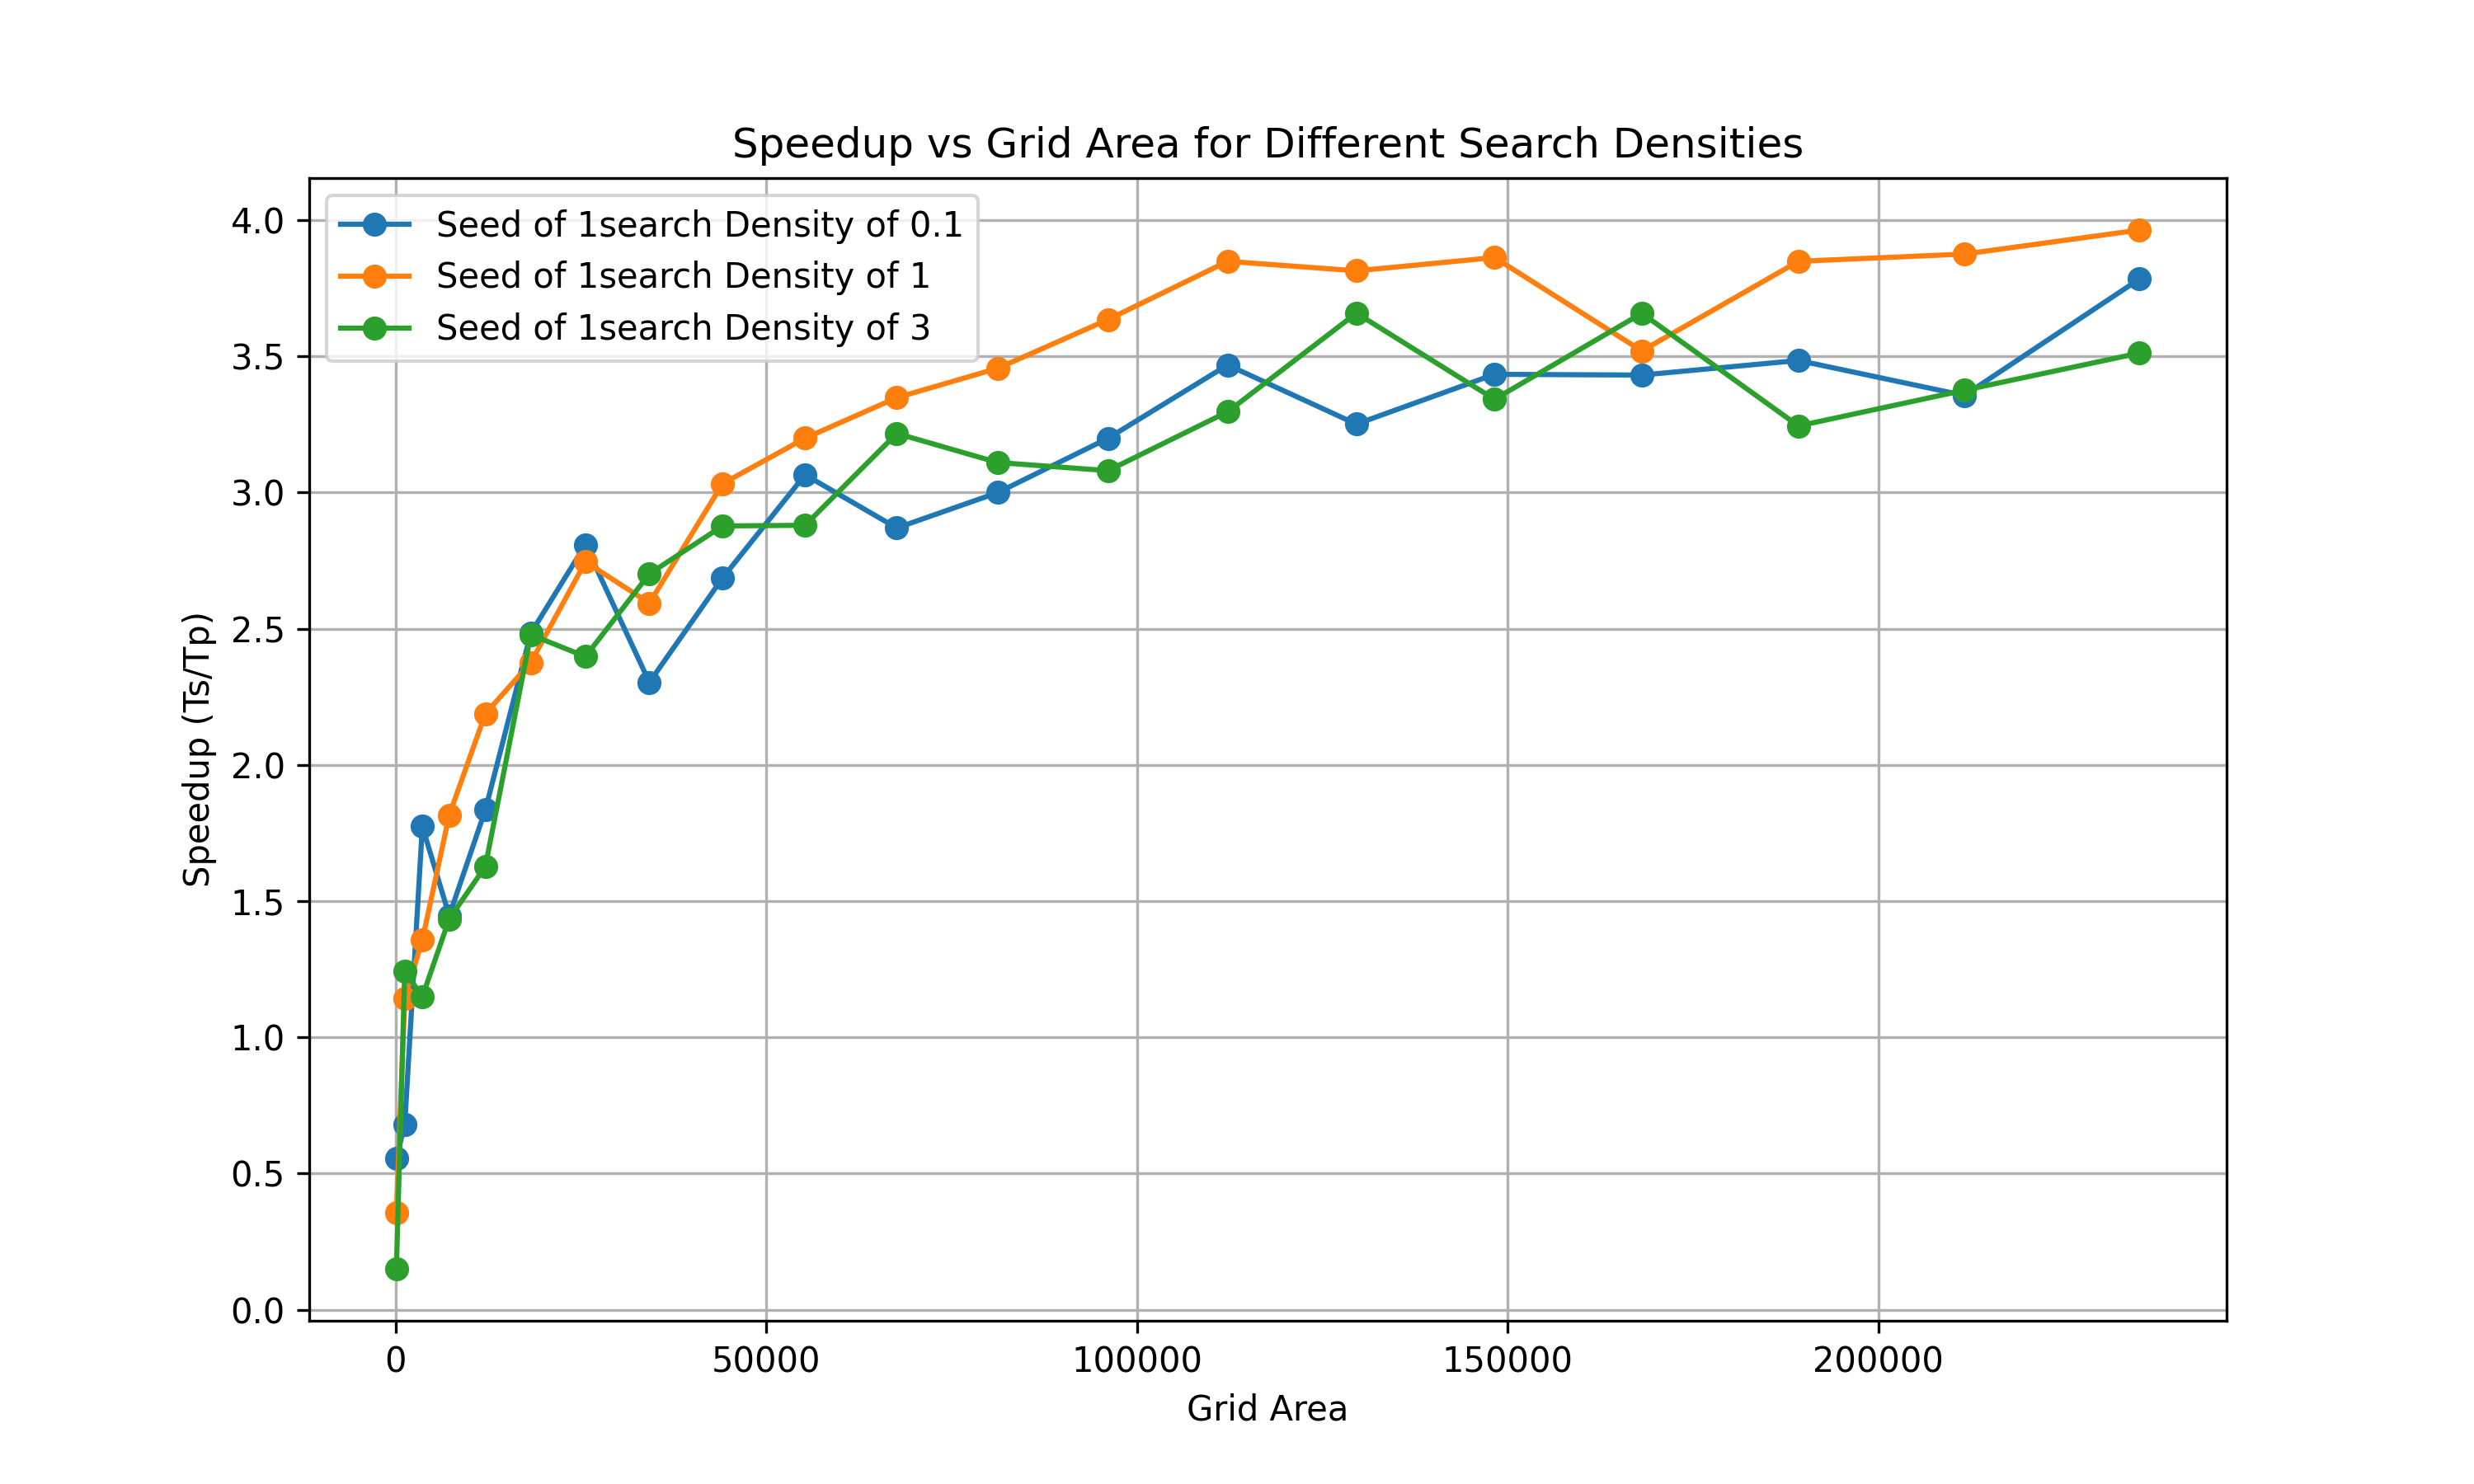 Speedup vs Grid Area for Different Search Densities
Seed of 1search Density of 0.1
Seed of 1search Density of 1
Seed of 1search Density of 3
4.0
3.5
3.0
2.5
2.0
1.5
1.0
0.5
0.0
Speedup (Ts/Tp)
0 50000 100000 150000 200000
Grid Area